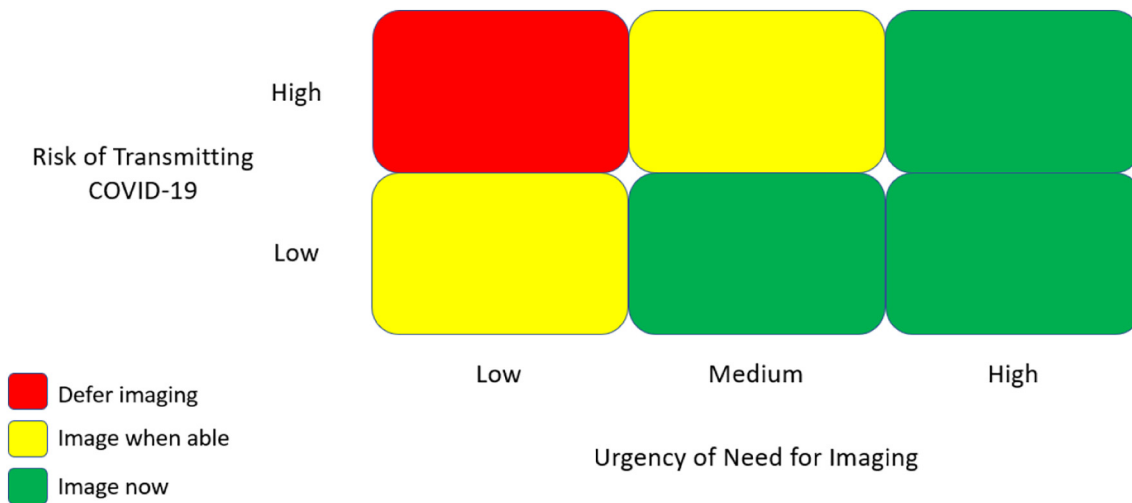 High
Risk of Transmitting
COVID-19
Low
Low Medium High
Defer imaging
Image when able
Urgency of Need for Imaging
Image now